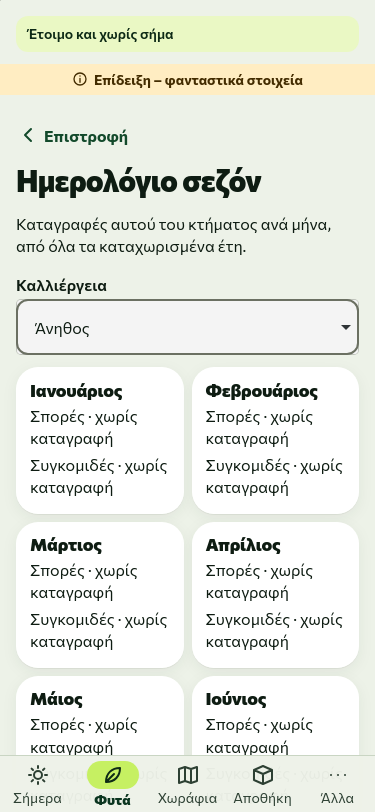 Έτοιμο και χωρίς σήμα
Επίδειξη – φανταστικά στοιχεία
Επιστροφή
Ημερολόγιο σεζόν
Καταγραφές αυτού του κτήματος ανά μήνα,
από όλα τα καταχωρισμένα έτη.
Καλλιέργεια
Άνηθος
Ιανουάριος
Σπορές · χωρίς
καταγραφή
Συγκομιδές · χωρίς
καταγραφή
Φεβρουάριος
Σπορές · χωρίς
καταγραφή
Συγκομιδές · χωρίς
καταγραφή
Μάρτιος
Σπορές · χωρίς
καταγραφή
Συγκομιδές · χωρίς
καταγραφή
Απρίλιος
Σπορές · χωρίς
καταγραφή
Συγκομιδές · χωρίς
καταγραφή
Μάιος
Σπορές · χωρίς
καταγραφή
Ιούνιος
Σπορές · χωρίς
καταγραφή
Σήμερα
Φυτά
Χωράφια
Αποθήκη
Άλλα